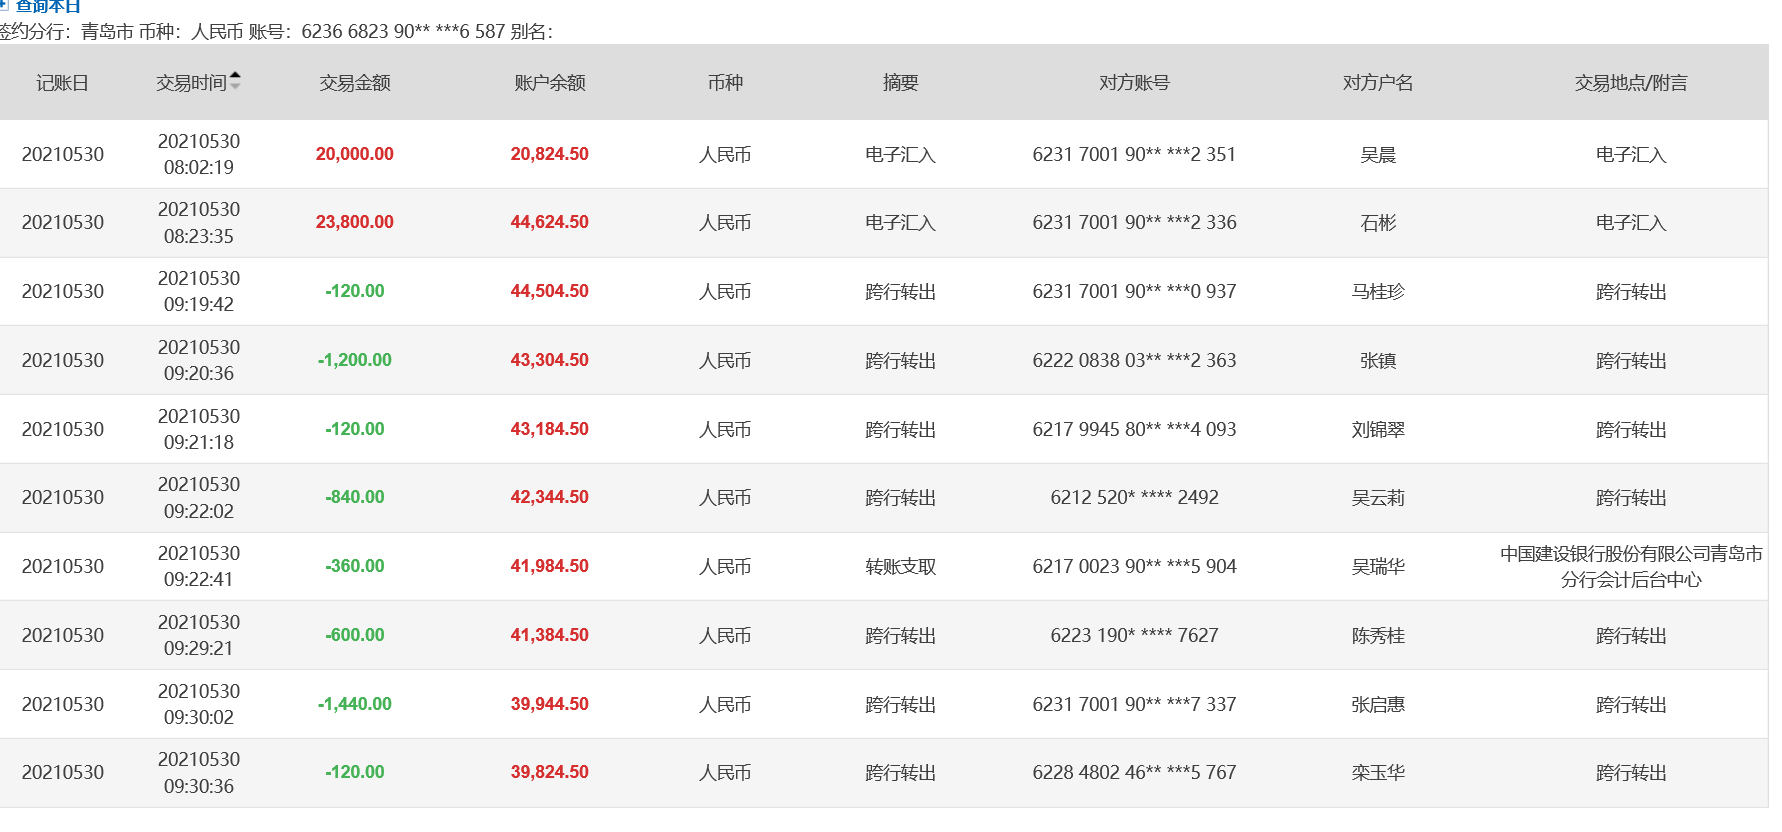 查询本日
签约分行：青岛市 币种：人民币 账号：6236 6823 90** ***6 587 别名：
记账日 交易时间 交易金额 账户余额 币种 摘要 对方账号 对方户名 交易地点/附言
20210530 20210530 08:02:19 20,000.00 20,824.50 人民币 电子汇入 6231 7001 90** ***2 351 吴晨 电子汇入
20210530 20210530 08:23:35 23,800.00 44,624.50 人民币 电子汇入 6231 7001 90** ***2 336 石彬 电子汇入
20210530 20210530 09:19:42 -120.00 44,504.50 人民币 跨行转出 6231 7001 90** ***0 937 马桂珍 跨行转出
20210530 20210530 09:20:36 -1,200.00 43,304.50 人民币 跨行转出 6222 0838 03** ***2 363 张镇 跨行转出
20210530 20210530 09:21:18 -120.00 43,184.50 人民币 跨行转出 6217 9945 80** ***4 093 刘锦翠 跨行转出
20210530 20210530 09:22:02 -840.00 42,344.50 人民币 跨行转出 6212 520* **** 2492 吴云莉 跨行转出
20210530 20210530 09:22:41 -360.00 41,984.50 人民币 转账支取 6217 0023 90** ***5 904 吴瑞华 中国建设银行股份有限公司青岛市分行会计后台中心
20210530 20210530 09:29:21 -600.00 41,384.50 人民币 跨行转出 6223 190* **** 7627 陈秀桂 跨行转出
20210530 20210530 09:30:02 -1,440.00 39,944.50 人民币 跨行转出 6231 7001 90** ***7 337 张启惠 跨行转出
20210530 20210530 09:30:36 -120.00 39,824.50 人民币 跨行转出 6228 4802 46** ***5 767 栾玉华 跨行转出